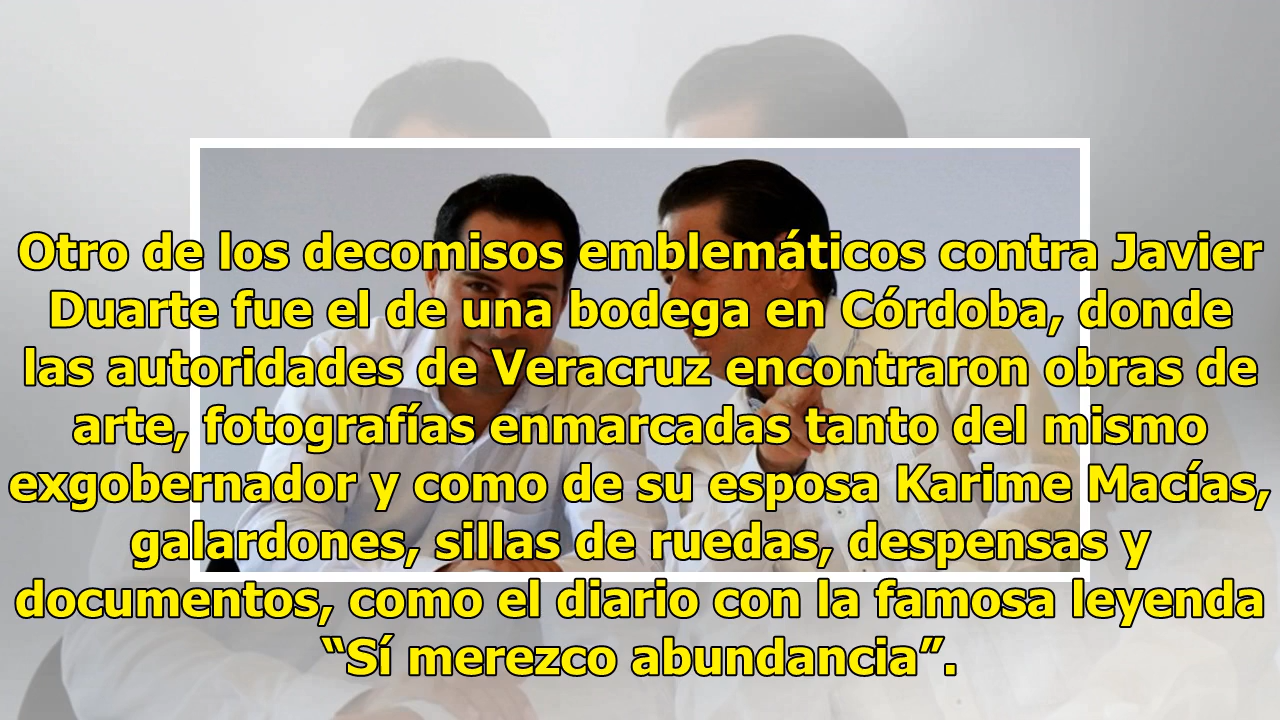 Otro de los decomisos emblemáticos contra Javier
Duarte fue el de una bodega en Córdoba, donde
las autoridades de Veracruz encontraron obras de
arte, fotografías enmarcadas tanto del mismo
exgobernador y como de su esposa Karime Macías,
galardones, sillas de ruedas, despensas y
documentos, como el diario con la famosa leyenda
“Sí merezco abundancia”.